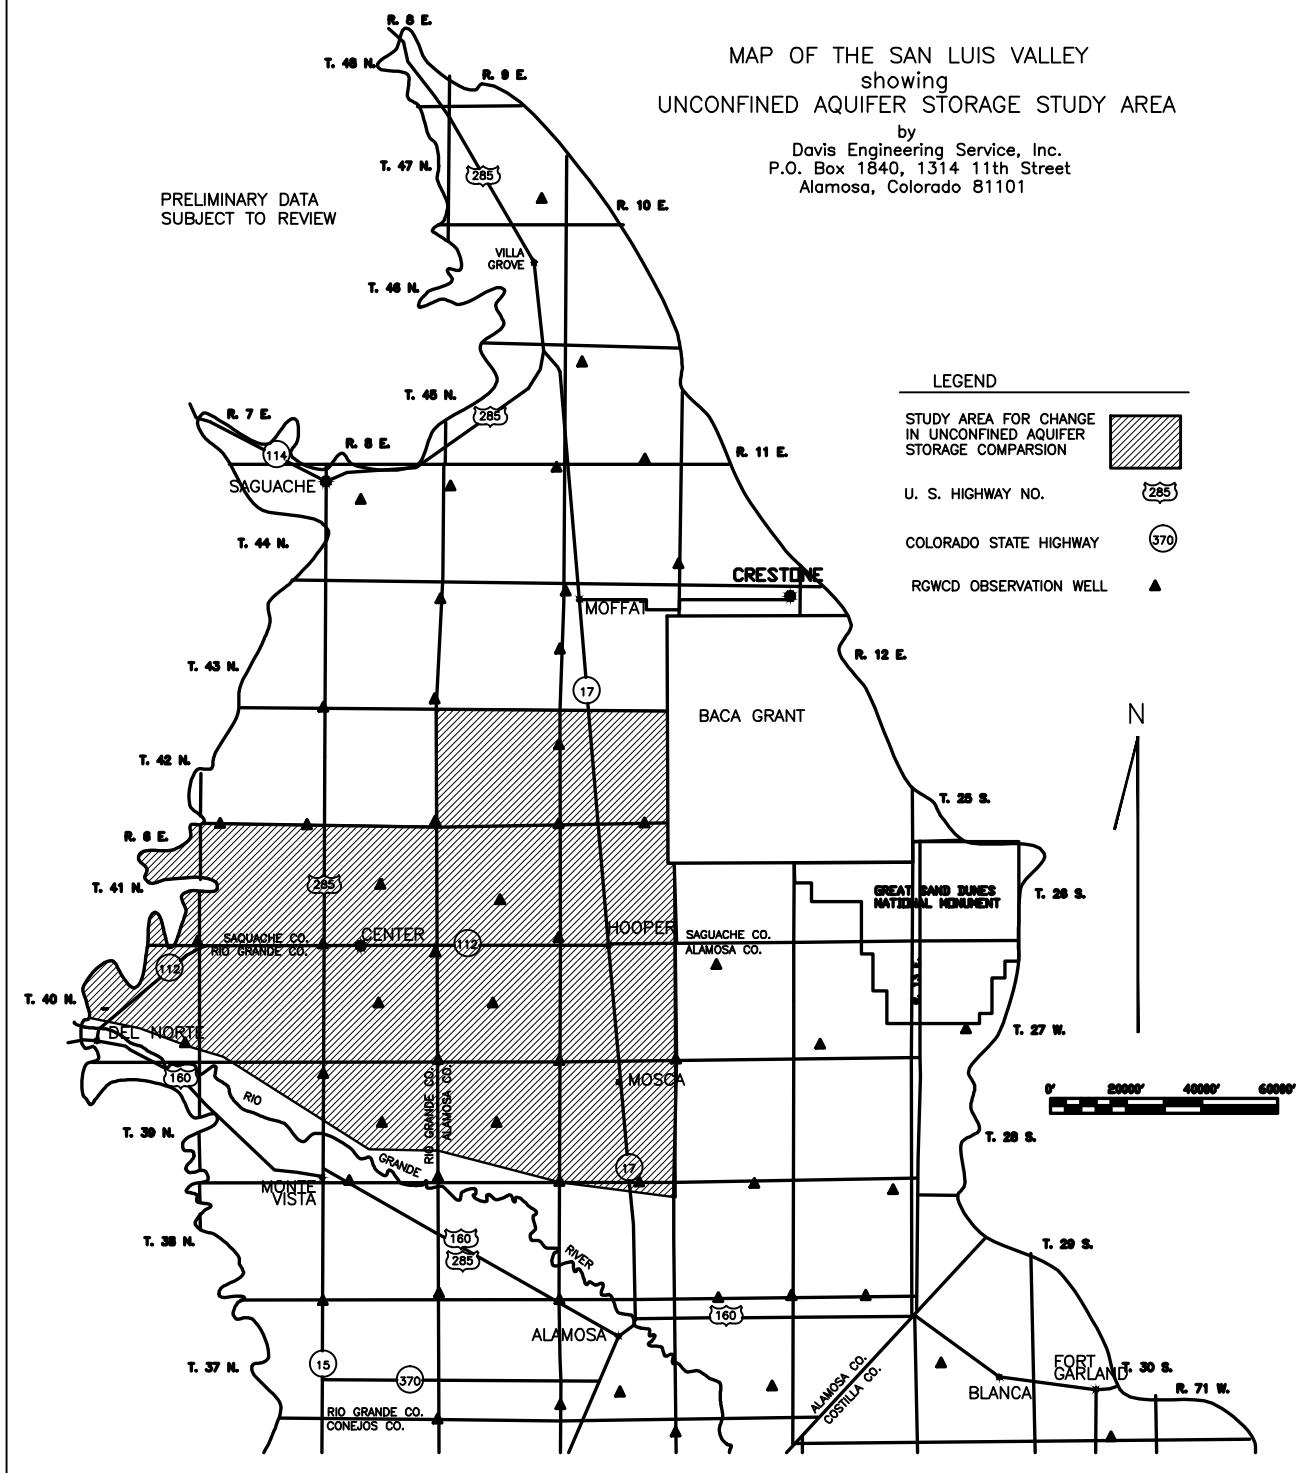 R. 8 E.
T. 48 N.
R. 9 E.
MAP OF THE SAN LUIS VALLEY
showing
UNCONFINED AQUIFER STORAGE STUDY AREA
by
Davis Engineering Service, Inc.
P.O. Box 1840, 1314 11th Street
Alamosa, Colorado 81101
T. 47 N.
285
PRELIMINARY DATA
SUBJECT TO REVIEW
R. 10 E.
VILLA
GROVE
T. 46 N.
LEGEND
STUDY AREA FOR CHANGE
IN UNCONFINED AQUIFER
STORAGE COMPARSION
U. S. HIGHWAY NO.
285
COLORADO STATE HIGHWAY
370
RGWCD OBSERVATION WELL
T. 45 N.
R. 7 E.
285
R. 8 E.
114
R. 11 E.
SAGUACHE
T. 44 N.
CRESTONE
MOFFAT
T. 43 N.
R. 12 E.
17
BACA GRANT
N
T. 42 N.
T. 25 S.
R. 6 E.
T. 41 N.
285
GREAT SAND DUNES
NATIONAL MONUMENT
T. 26 S.
HOOPER
CENTER
112
SAQUACHE CO.
RIO GRANDE CO.
SAGUACHE CO.
ALAMOSA CO.
112
T. 40 N.
DEL NORTE
T. 27 W.
160
MOSCA
0'
20000'
40000'
60000'
RIO
RIO GRANDE CO.
ALAMOSA CO.
T. 39 N.
T. 28 S.
GRANDE
17
MONTE
VISTA
T. 38 N.
160
285
RIVER
T. 29 S.
160
ALAMOSA
T. 37 N.
15
370
ALAMOSA CO.
COSTILLA CO.
FORT
GARLAND
T. 30 S.
BLANCA
R. 71 W.
RIO GRANDE CO.
CONEJOS CO.